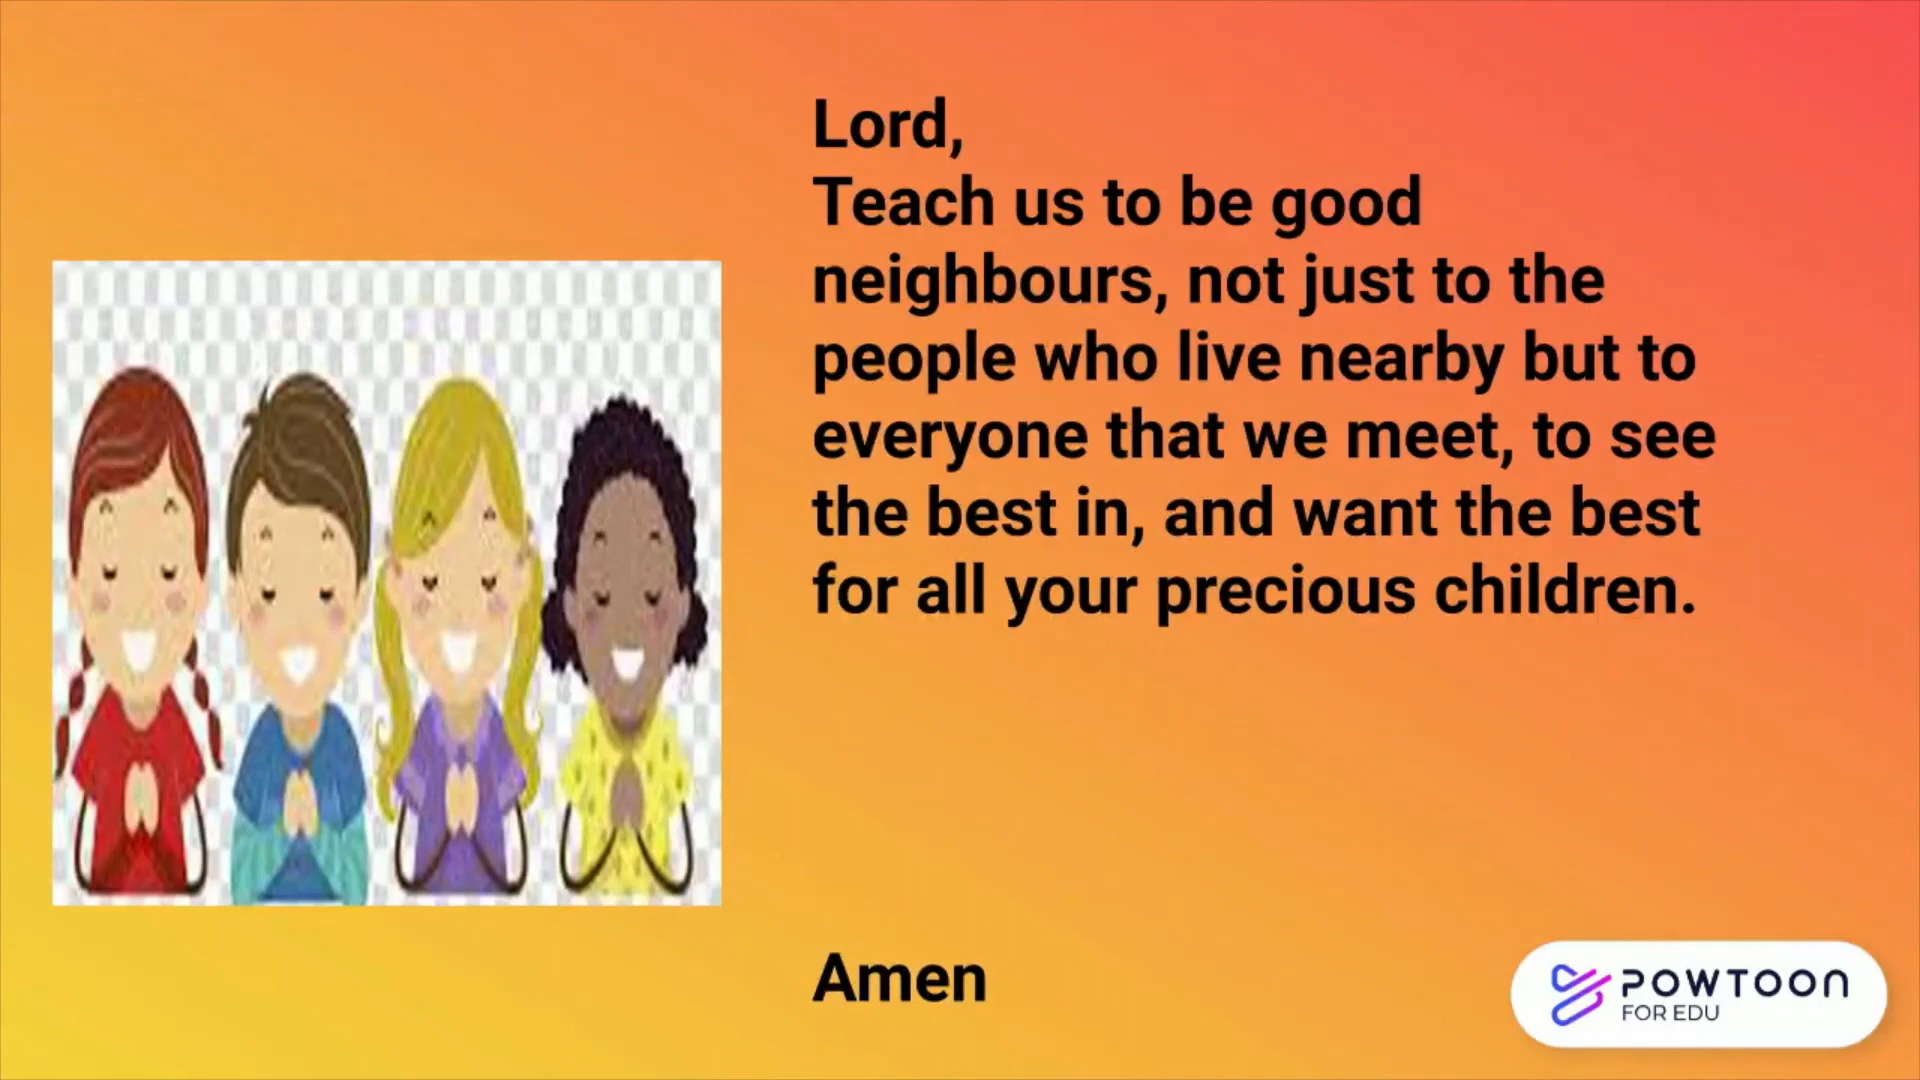 Lord,
Teach us to be good
neighbours, not just to the
people who live nearby but to
everyone that we meet, to see
the best in, and want the best
for all your precious children.
Amen
POWTOON
FOR EDU